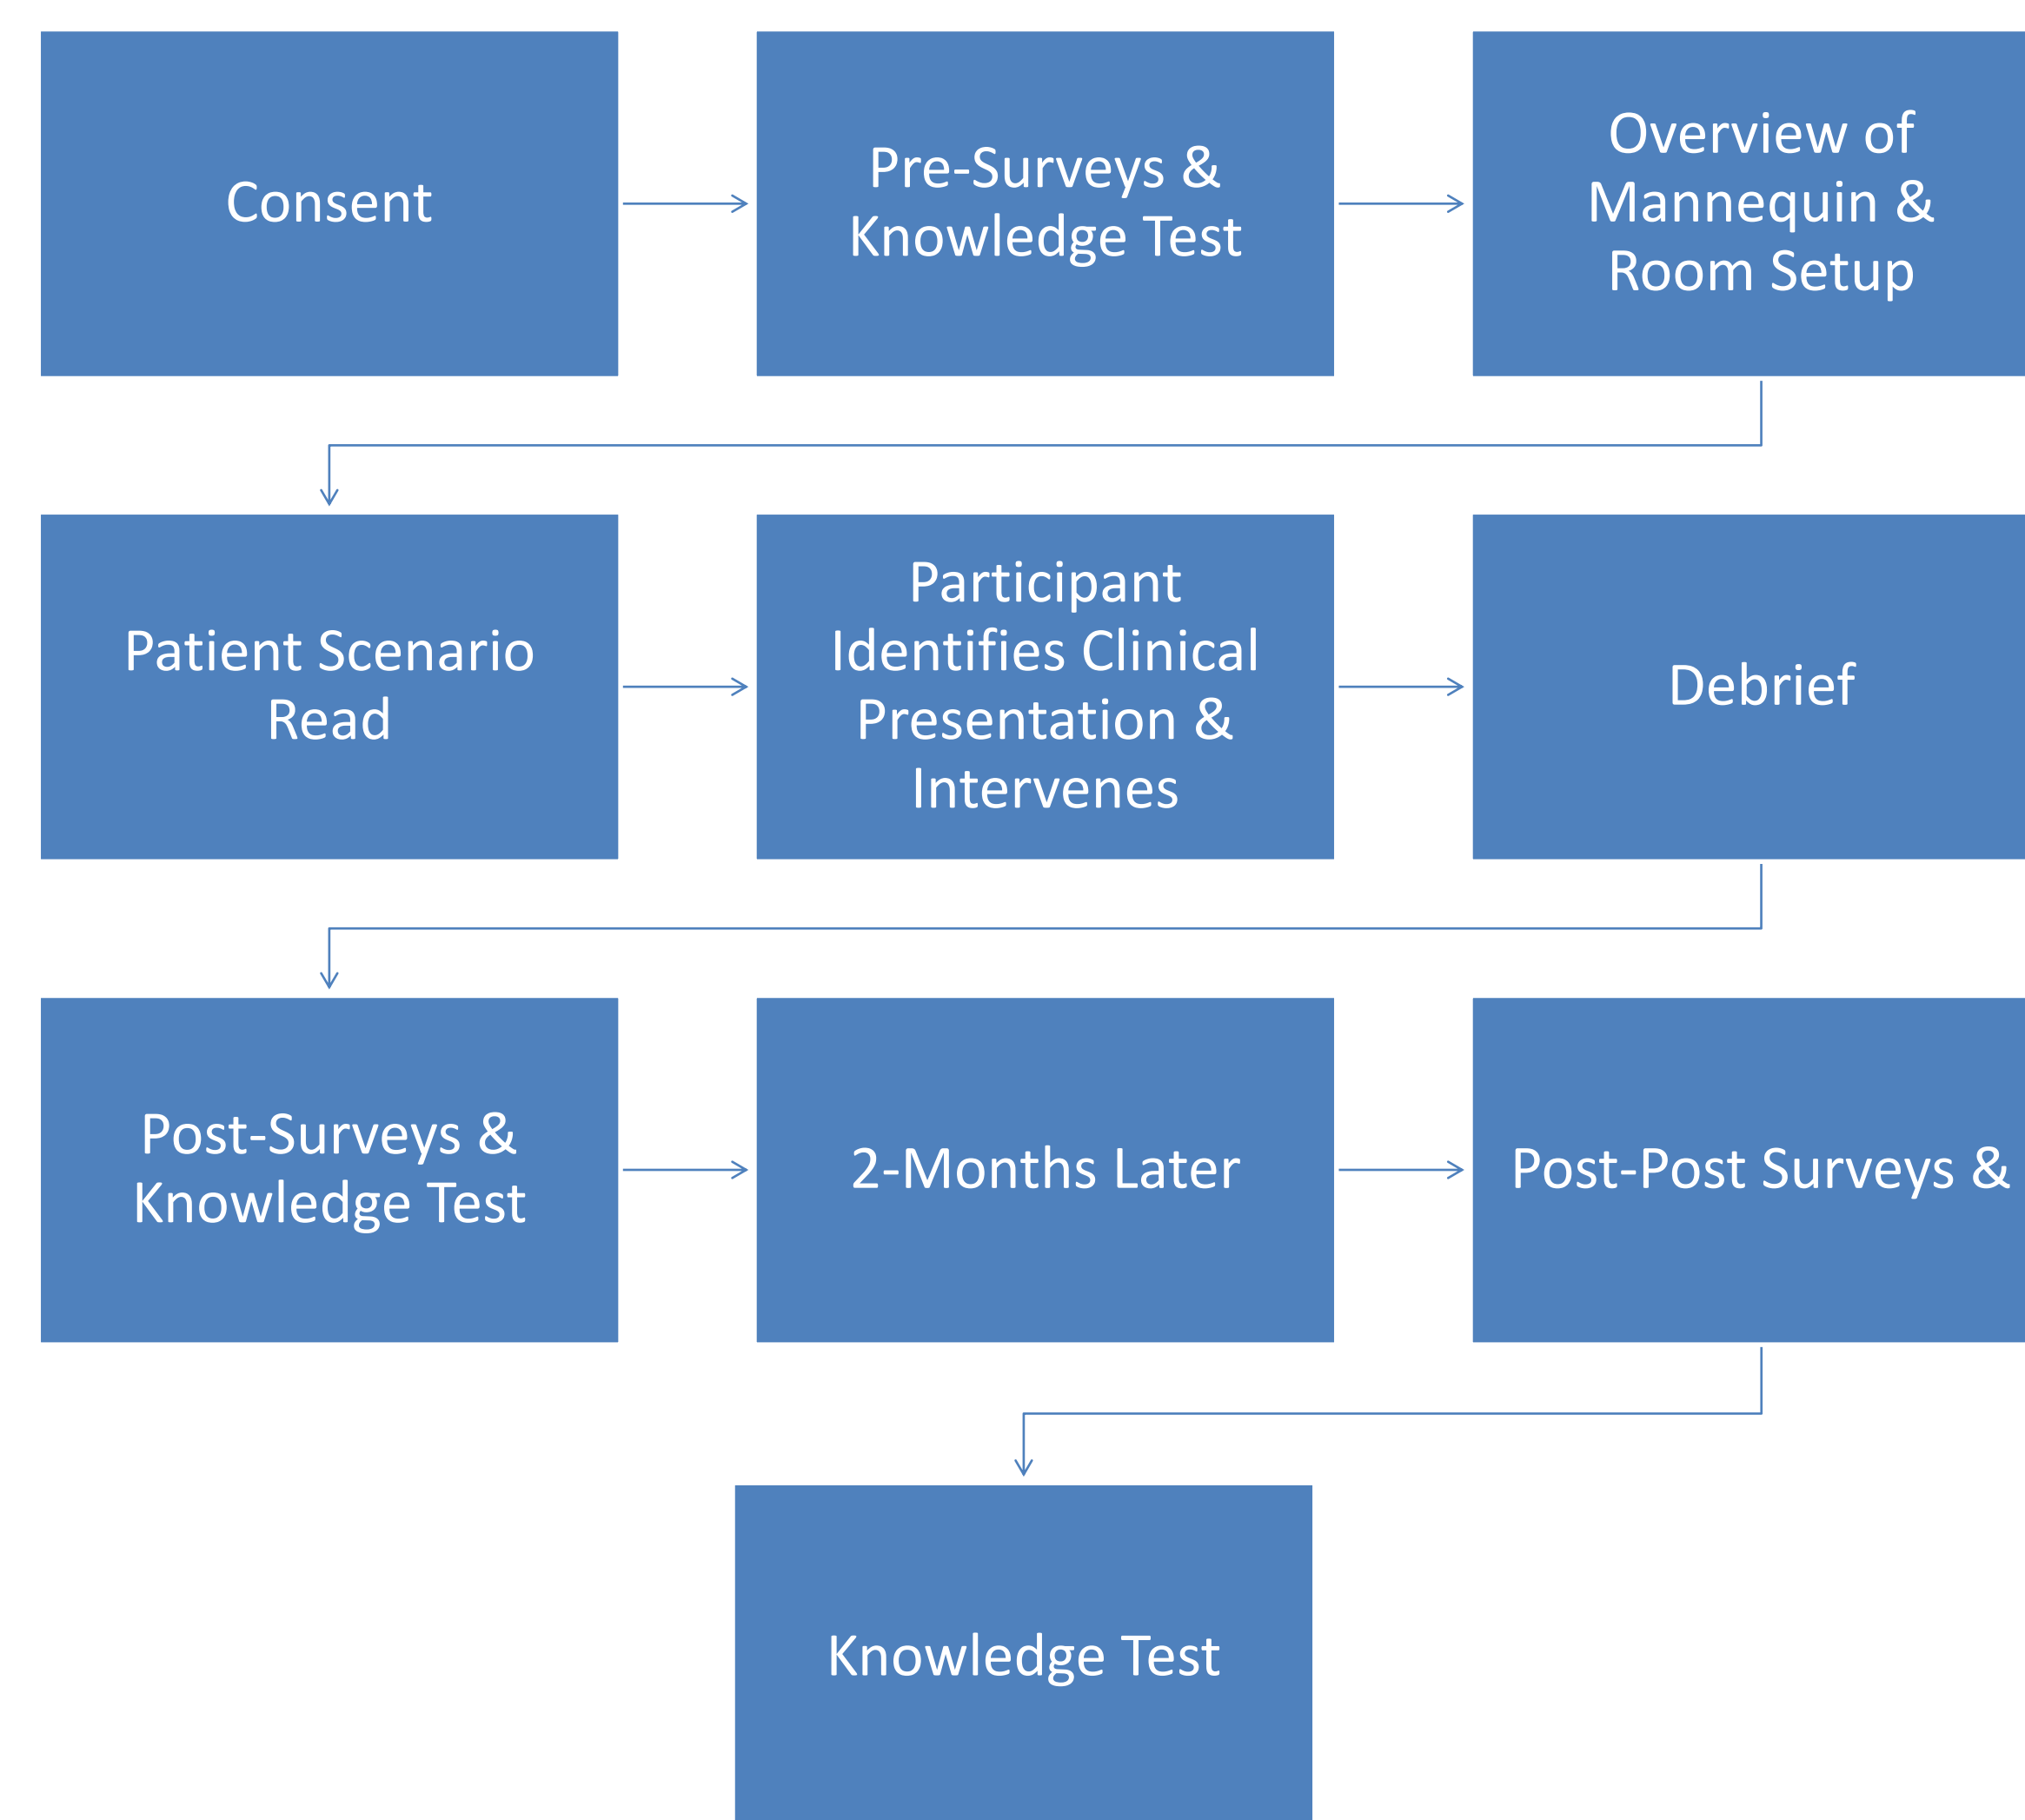 Consent
Pre-Surveys &
Knowledge Test
Overview of
Mannequin &
Room Setup
Patient Scenario
Read
Participant
Identifies Clinical
Presentation &
Intervenes
Debrief
Post-Surveys &
Knowledge Test
2-Months Later
Post-Post Surveys &
Knowledge Test